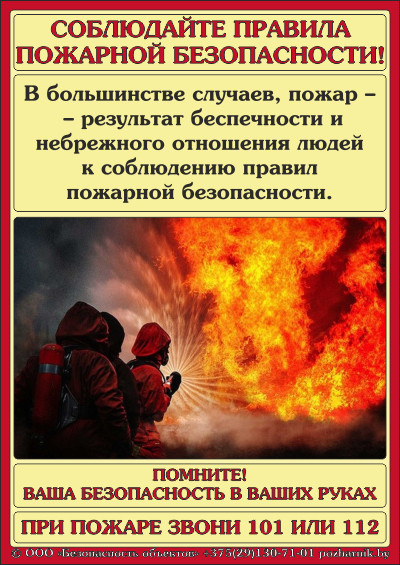 СОБЛЮДАЙТЕ ПРАВИЛА
ПОЖАРНОЙ БЕЗОПАСНОСТИ!
В большинстве случаев, пожар –
– результат беспечности и
небрежного отношения людей
к соблюдению правил
пожарной безопасности.
ПОМНИТЕ!
ВАША БЕЗОПАСНОСТЬ В ВАШИХ РУКАХ
ПРИ ПОЖАРЕ ЗВОНИ 101 ИЛИ 112
© ООО «Безопасность объектов» +375(29)130-71-01 pozharnik.by